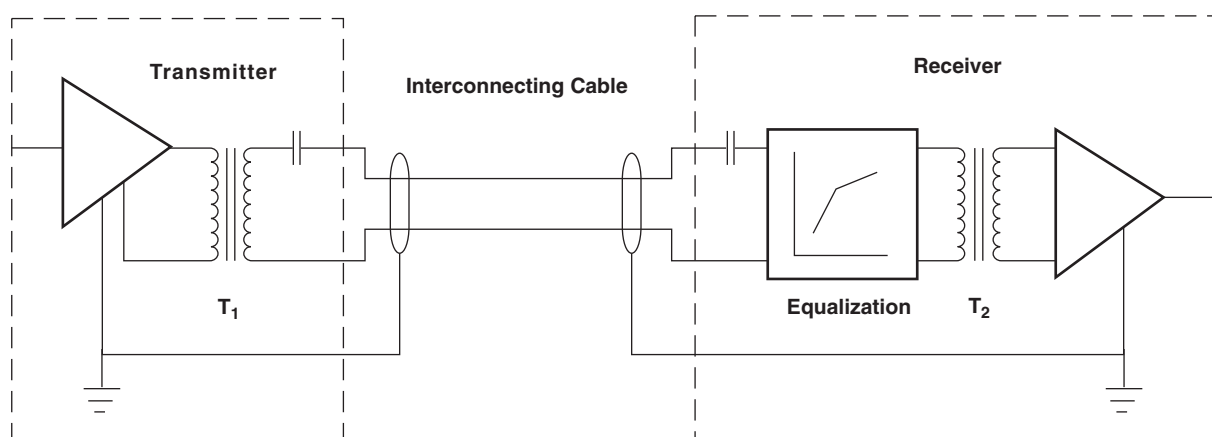 Transmitter
Interconnecting Cable
Receiver
T1
Equalization
T2